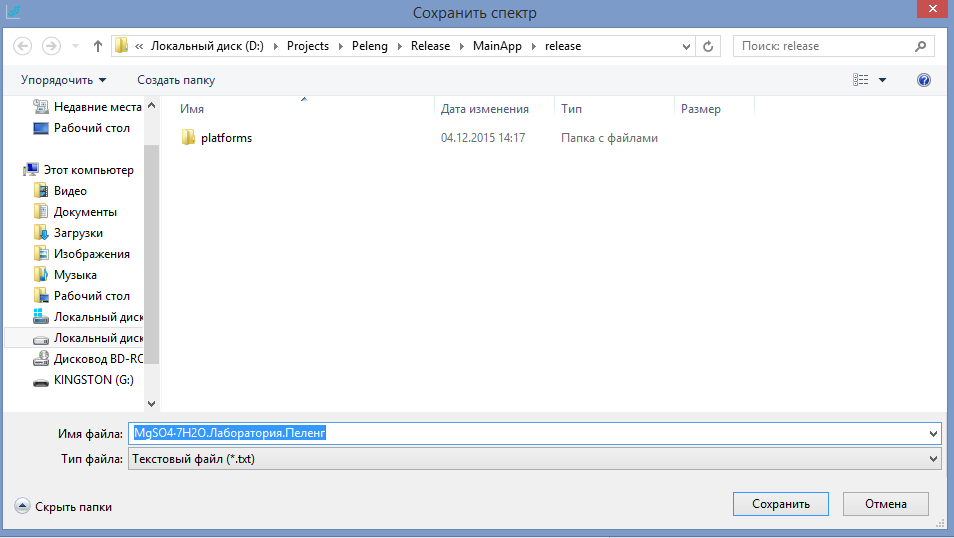 Сохранить спектр
« Локальный диск (D:) Projects Peleng Release MainApp release
Поиск: release
Упорядочить Создать папку
Недавние места
Рабочий стол
Этот компьютер
Видео
Документы
Загрузки
Изображения
Музыка
Рабочий стол
Локальный диск
Локальный диск
Дисковод BD-RO
KINGSTON (G:)
Имя Дата изменения Тип Размер
platforms 04.12.2015 14:17 Папка с файлами
Имя файла: MgSO4·7H2O.Лаборатория.Пеленг
Тип файла: Текстовый файл (*.txt)
Скрыть папки
Сохранить Отмена